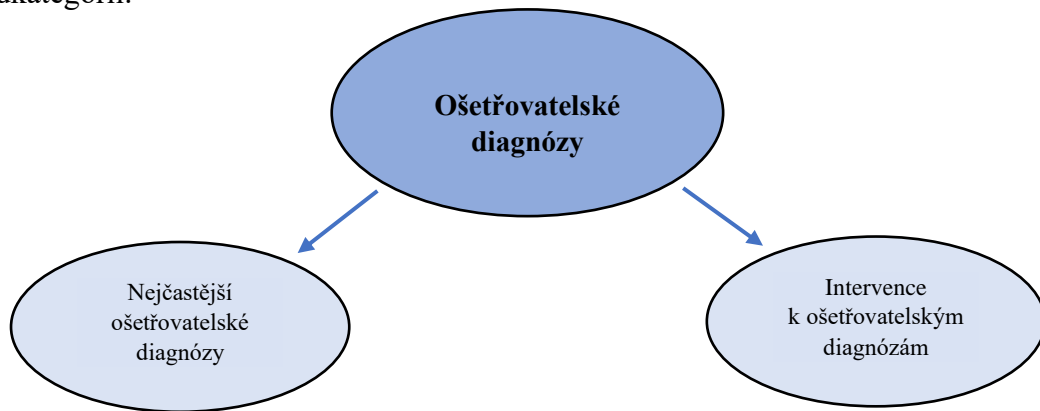 Ošetřovatelské
diagnózy
Nejčastější
ošetřovatelské
diagnózy
Intervence
k ošetřovatelským
diagnózám